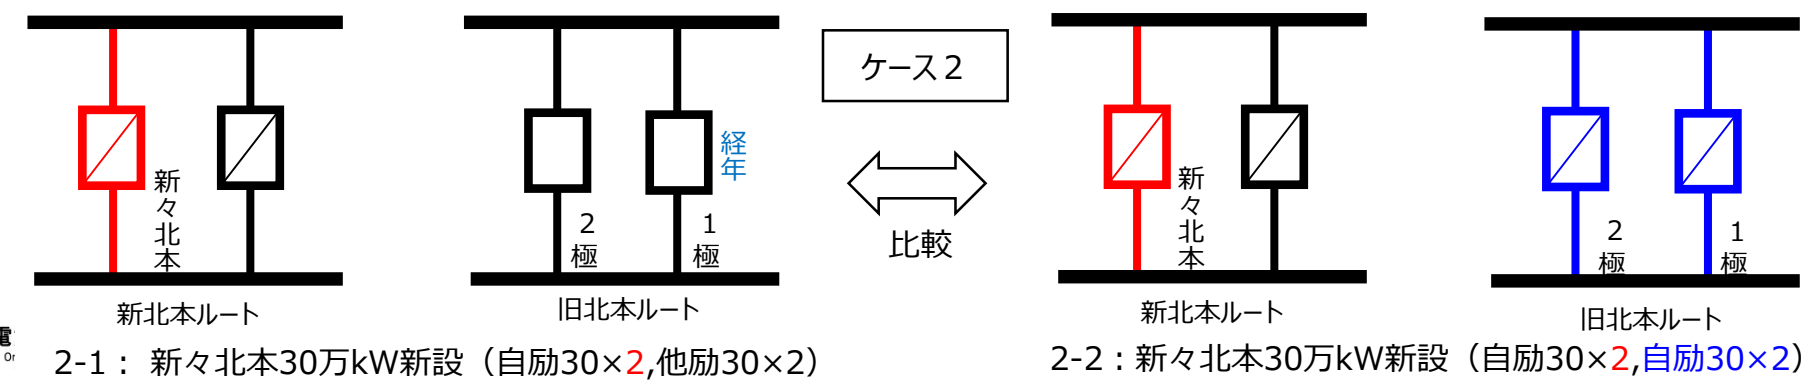 ケース2
経年
新々北本
2極
1極
新北本ルート
旧北本ルート
比較
新々北本
2極
1極
新北本ルート
旧北本ルート
2-1： 新々北本30万kW新設（自励30×2,他励30×2）
2-2：新々北本30万kW新設（自励30×2,自励30×2）